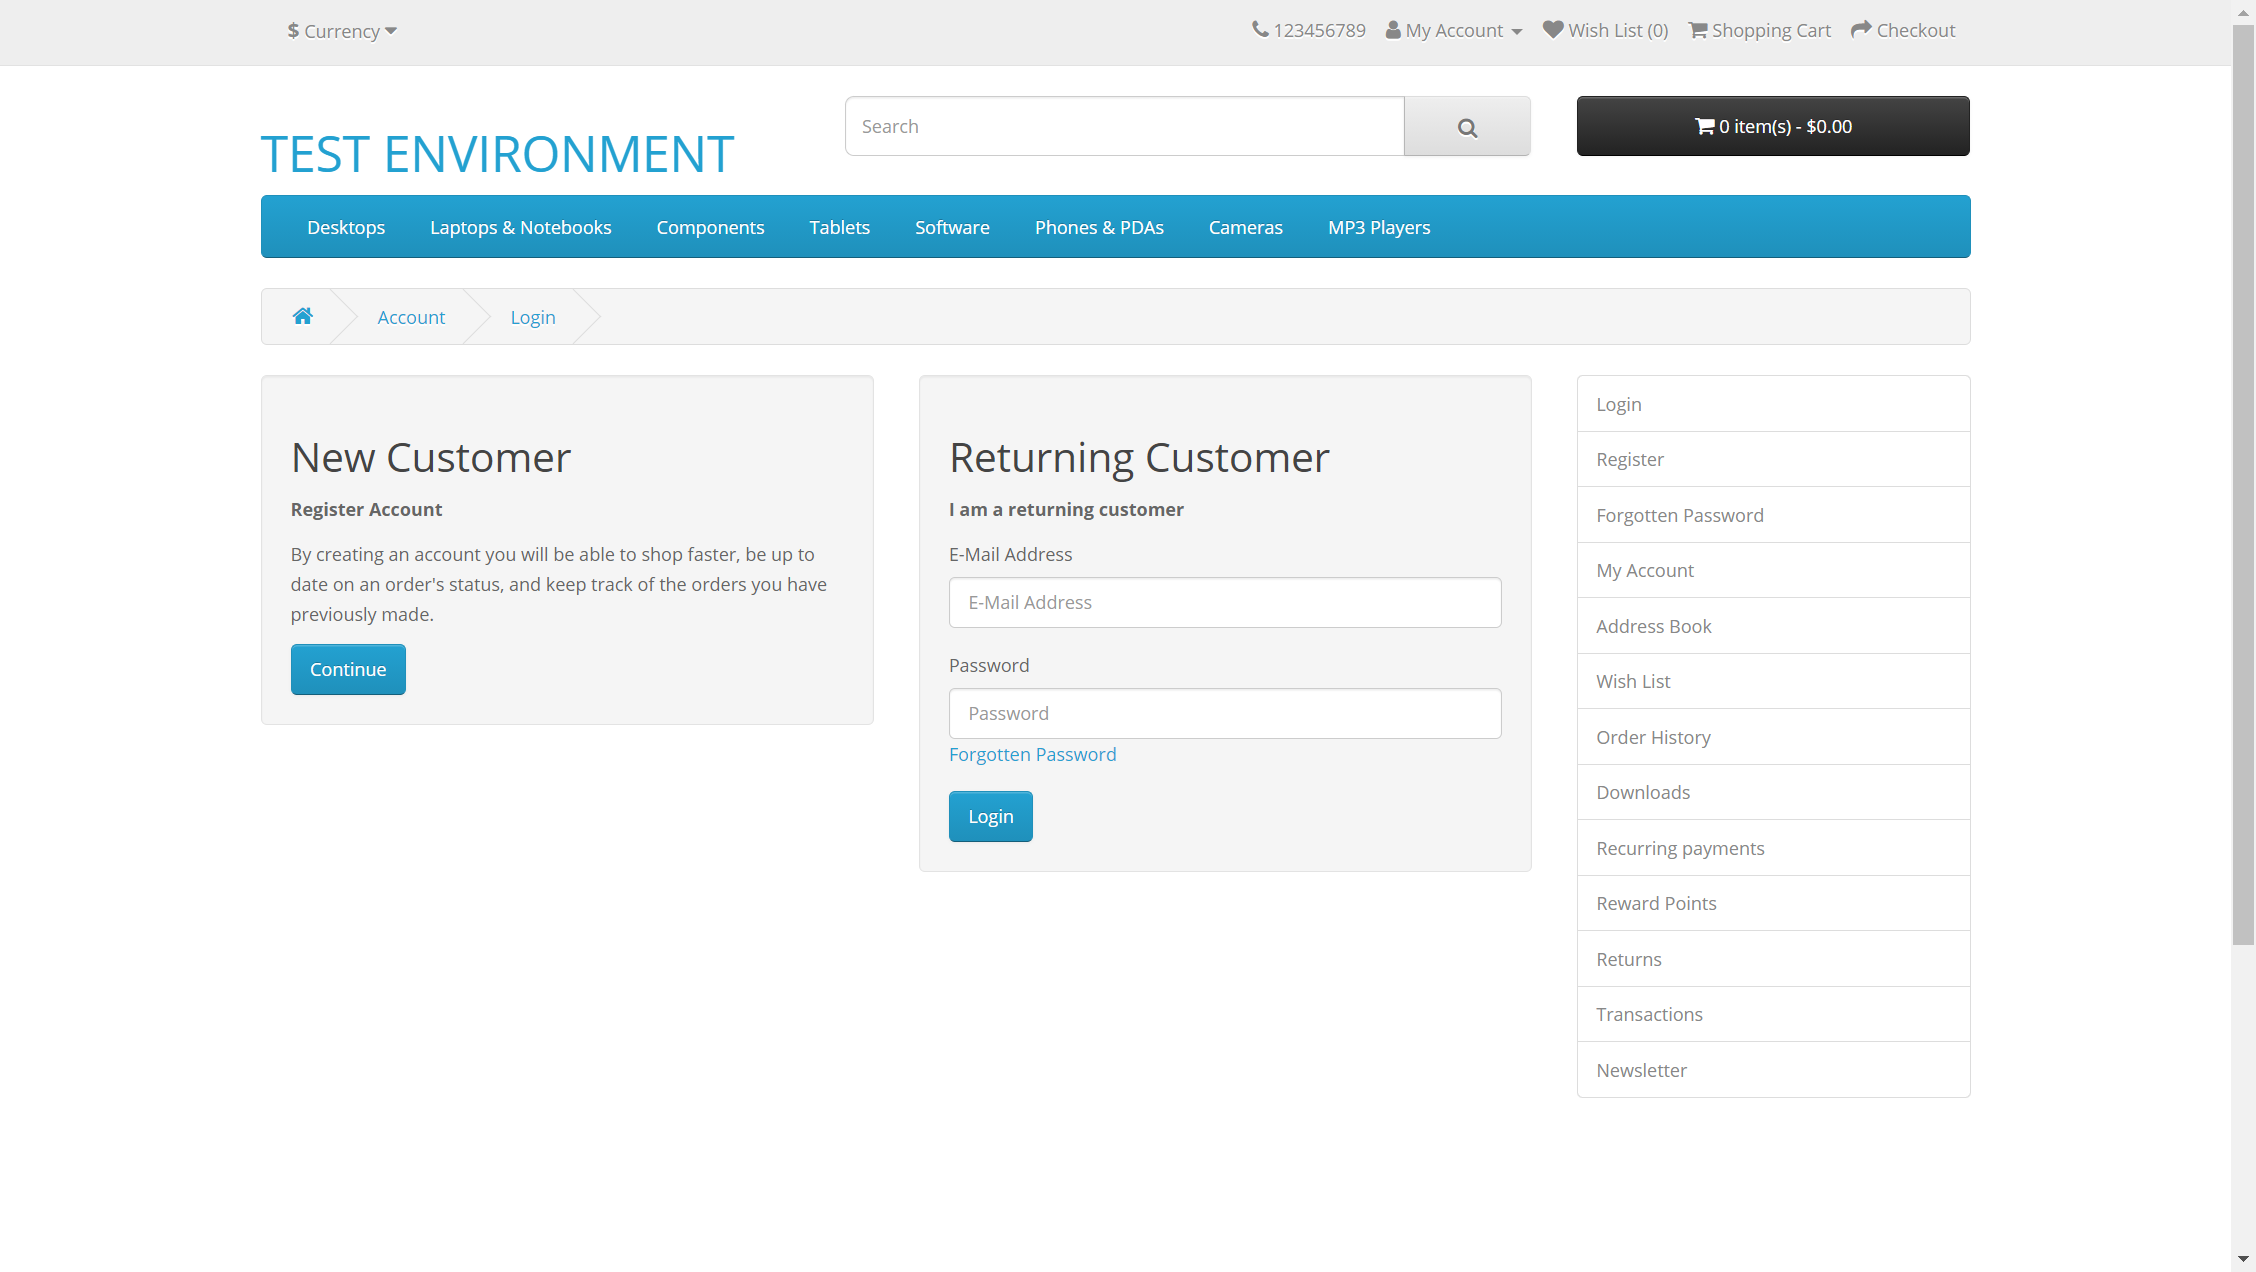 $ Currency
123456789 My Account Wish List (0) Shopping Cart Checkout
TEST ENVIRONMENT
Search
0 item(s) - $0.00
Desktops Laptops & Notebooks Components Tablets Software Phones & PDAs Cameras MP3 Players
Account Login
New Customer
Register Account
By creating an account you will be able to shop faster, be up to
date on an order's status, and keep track of the orders you have
previously made.
Continue
Returning Customer
I am a returning customer
E-Mail Address
E-Mail Address
Password
Password
Forgotten Password
Login
Login
Register
Forgotten Password
My Account
Address Book
Wish List
Order History
Downloads
Recurring payments
Reward Points
Returns
Transactions
Newsletter